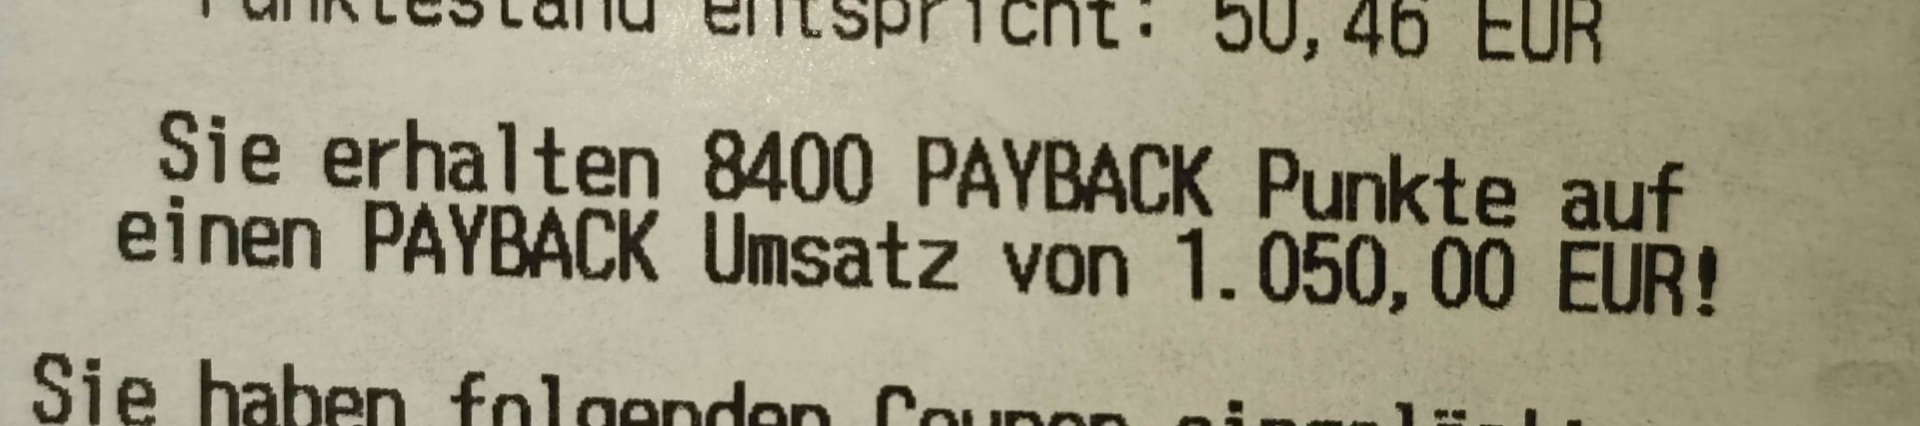 Punktestand entspricht: 50,46 EUR
Sie erhalten 8400 PAYBACK Punkte auf
einen PAYBACK Umsatz von 1.050,00 EUR!
Sie haben folgenden Coupon eingelöst: